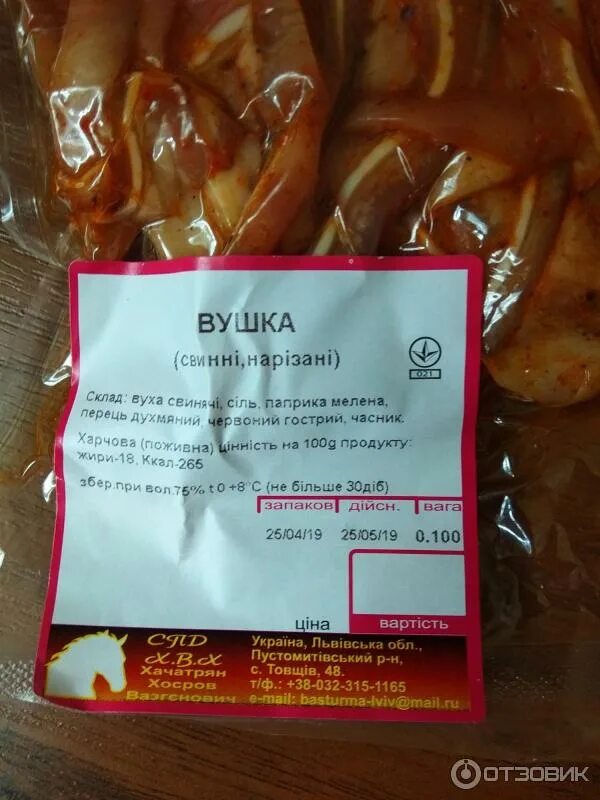 ВУШКА
(свинні,нарізані)
021
Склад: вуха свинячі, сіль, паприка мелена,
перець духмяний, червоний гострий, часник.
Харчова (поживна) цінність на 100g продукту:
жири-18, Ккал-265
збер.при вол.75% t 0 +8°C (не більше 30діб)
запаков дійсн. вага
25/04/19 25/05/19 0.100
ціна вартість
СПД
Х.В.Х
Хачатрян
Хосров
Вазгєнович
Україна, Львівська обл.,
Пустомитівський р-н,
с. Товщів, 48.
т/ф.: +38-032-315-1165
e-mail: basturma-lviv@mail.ru
ОТЗОВИК